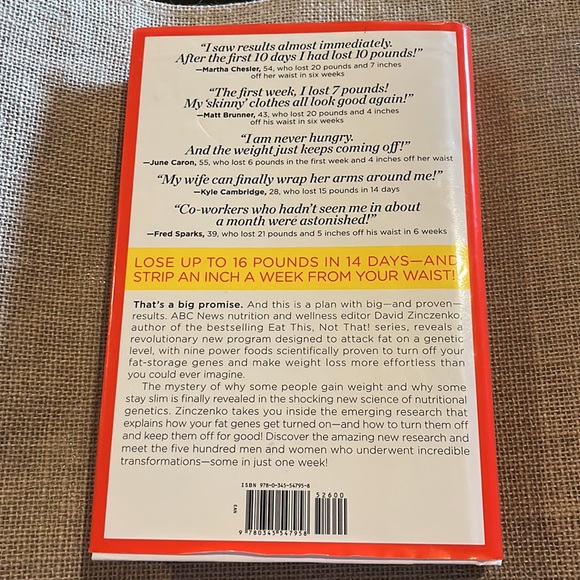 “I saw results almost immediately.
After the first 10 days I had lost 10 pounds!”
—Martha Chesler, 54, who lost 20 pounds and 7 inches
off her waist in six weeks
“The first week, I lost 7 pounds!
My ‘skinny’ clothes all look good again!”
—Matt Brunner, 43, who lost 20 pounds and 4 inches
off his waist in six weeks
“I am never hungry.
And the weight just keeps coming off!”
—June Caron, 55, who lost 6 pounds in the first week and 4 inches off her waist
“My wife can finally wrap her arms around me!”
—Kyle Cambridge, 28, who lost 15 pounds in 14 days
“Co-workers who hadn’t seen me in about
a month were astonished!”
—Fred Sparks, 39, who lost 21 pounds and 5 inches off his waist in 6 weeks
LOSE UP TO 16 POUNDS IN 14 DAYS—AND
STRIP AN INCH A WEEK FROM YOUR WAIST!
That’s a big promise. And this is a plan with big—and proven—
results. ABC News nutrition and wellness editor David Zinczenko,
author of the bestselling Eat This, Not That! series, reveals a
revolutionary new program designed to attack fat on a genetic
level, with nine power foods scientifically proven to turn off your
fat-storage genes and make weight loss more effortless than
you could ever imagine.
The mystery of why some people gain weight and why some
stay slim is finally revealed in the shocking new science of nutritional
genetics. Zinczenko takes you inside the emerging research that
explains how your fat genes get turned on—and how to turn them off
and keep them off for good! Discover the amazing new research and
meet the five hundred men and women who underwent incredible
transformations—some in just one week!
ISBN 978-0-345-54795-8
52600
EAN
9 780345 547958